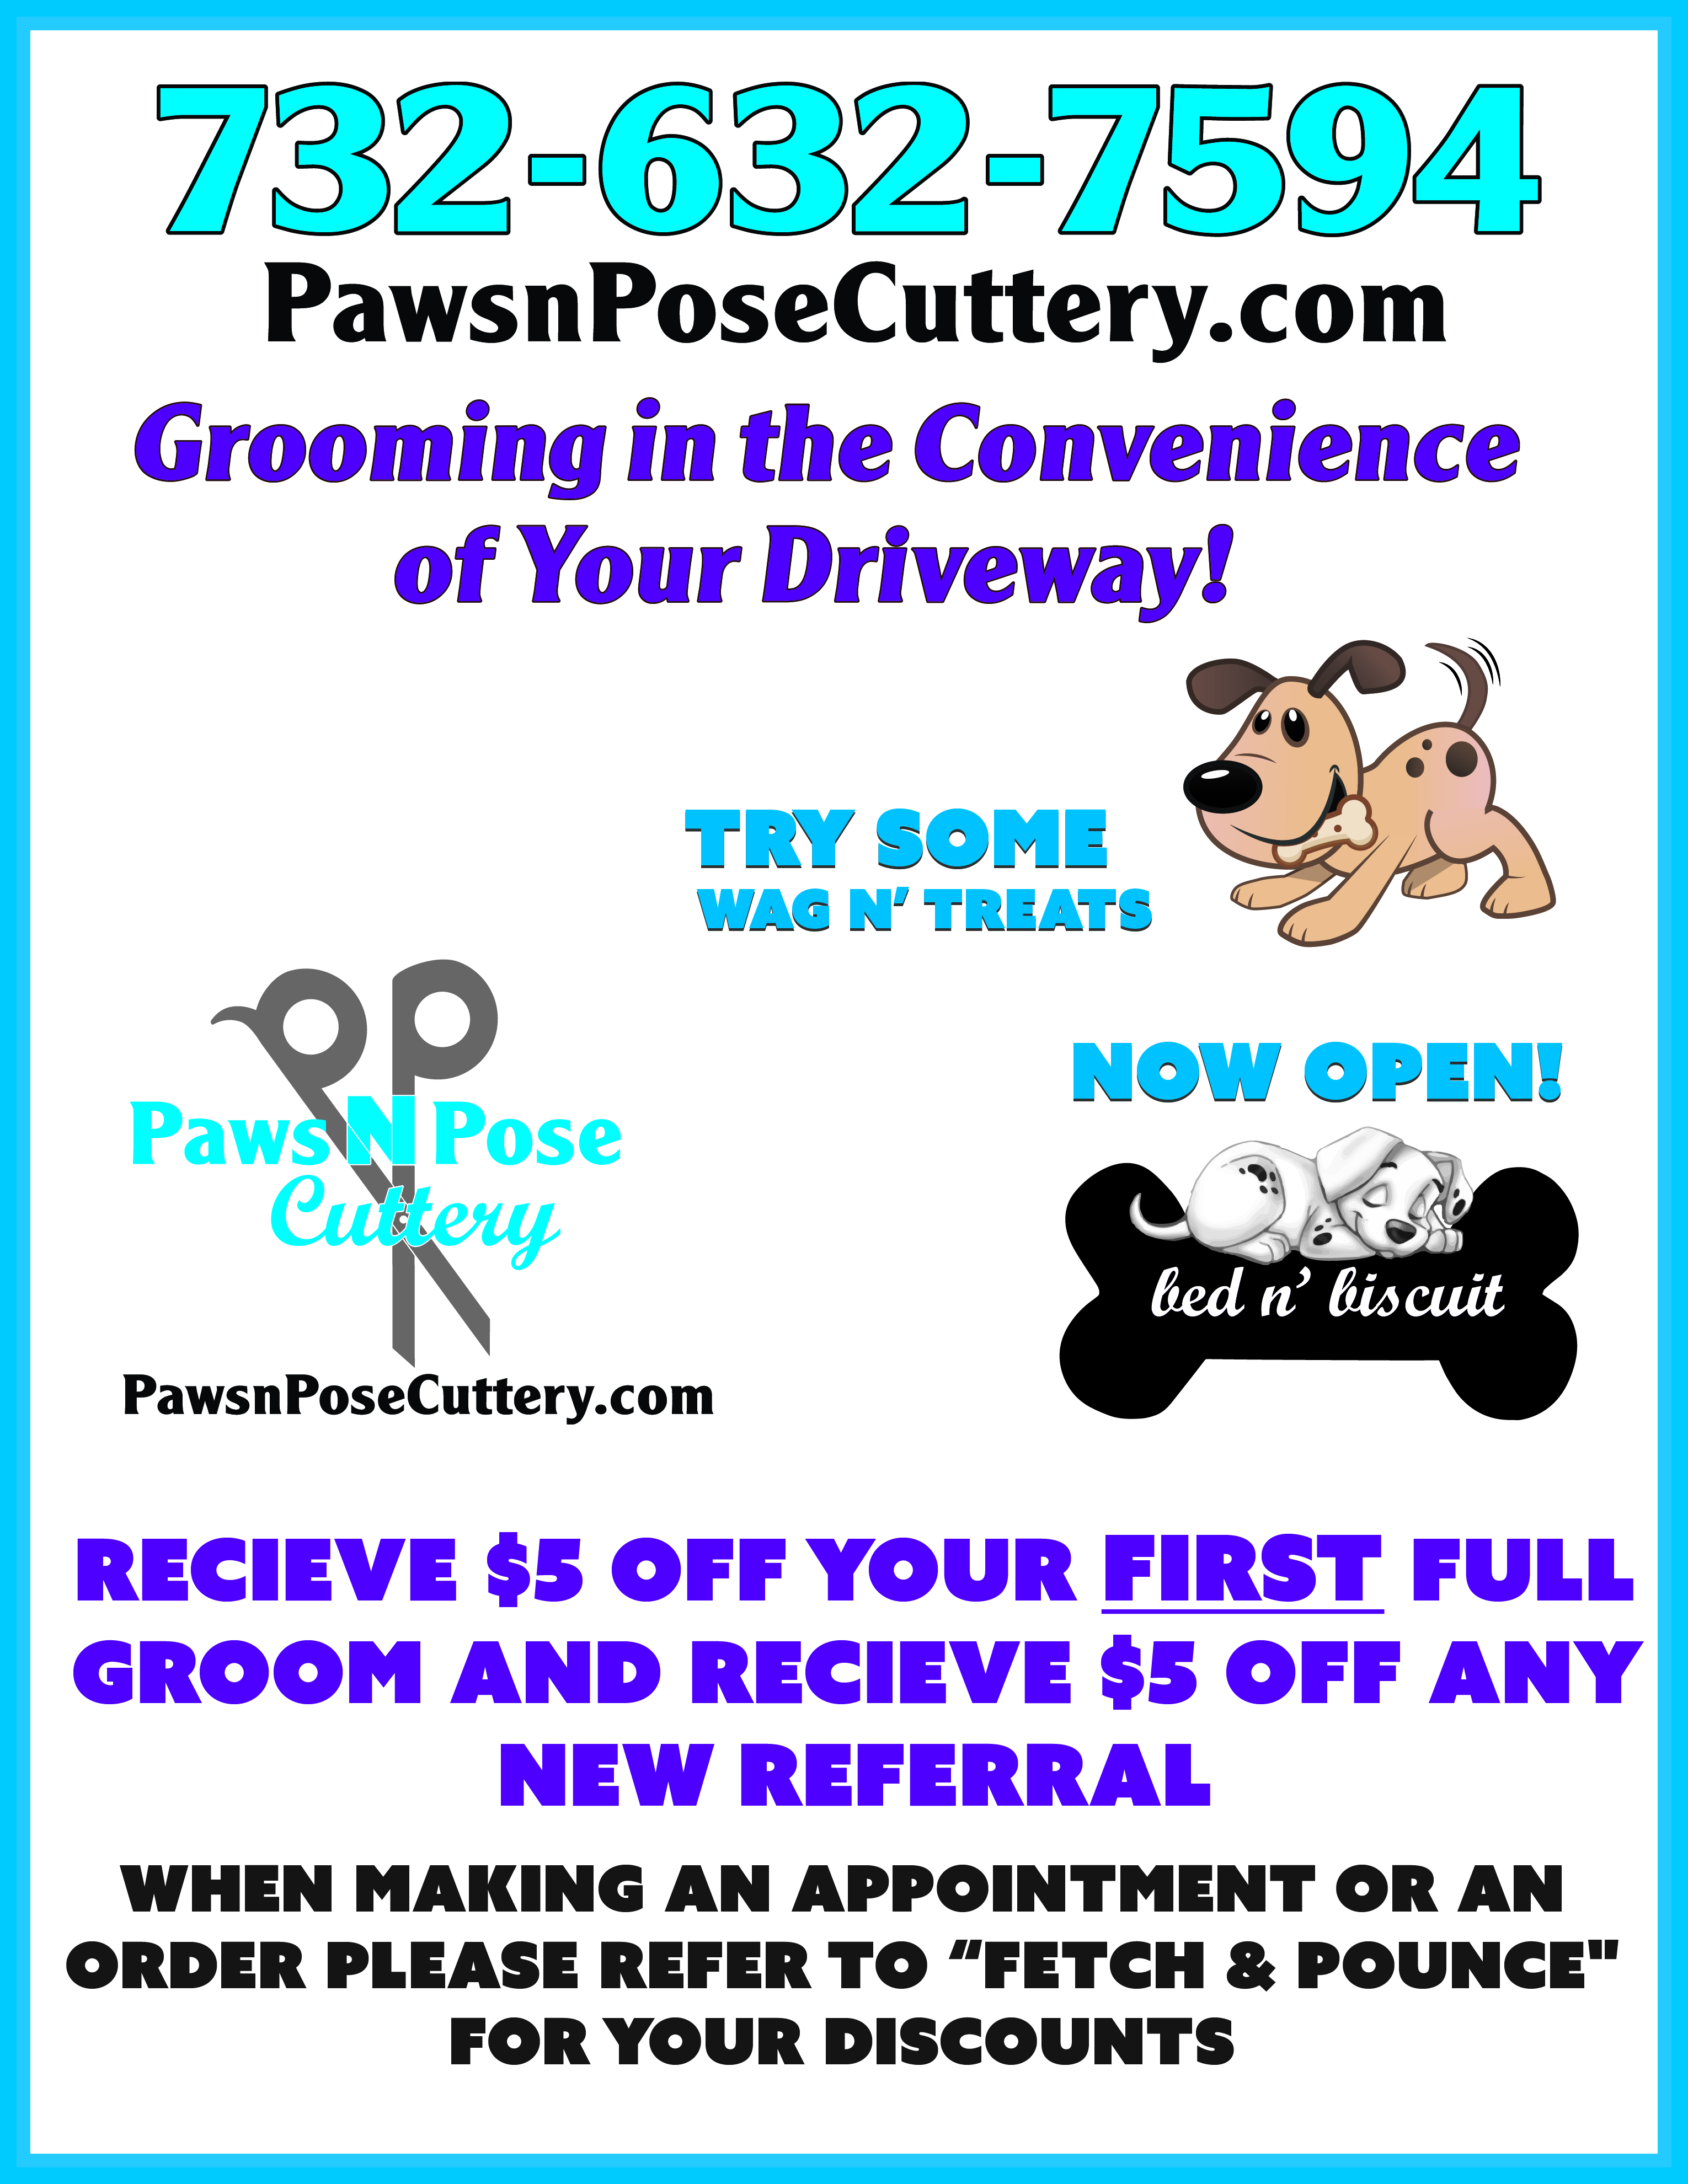 732-632-7594
PawsnPoseCuttery.com
Grooming in the Convenience
of Your Driveway!
TRY SOME
WAG N’ TREATS
Paws N Pose
Cuttery
PawsnPoseCuttery.com
NOW OPEN!
bed n’ biscuit
RECIEVE $5 OFF YOUR FIRST FULL
GROOM AND RECIEVE $5 OFF ANY
NEW REFERRAL
WHEN MAKING AN APPOINTMENT OR AN
ORDER PLEASE REFER TO “FETCH & POUNCE"
FOR YOUR DISCOUNTS